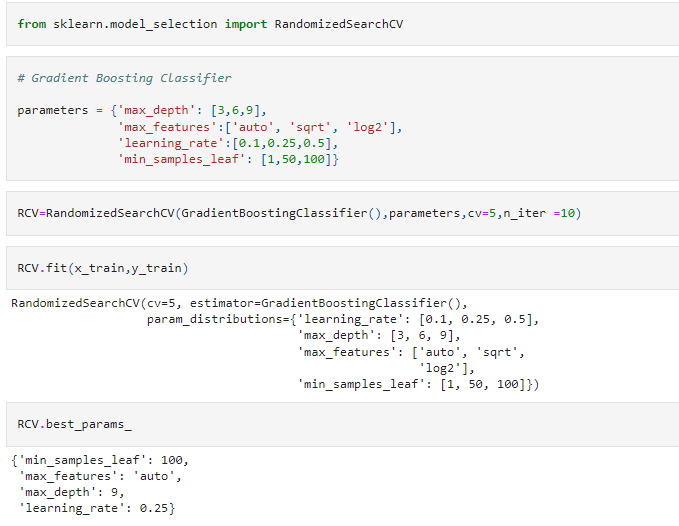 from sklearn.model_selection import RandomizedSearchCV
# Gradient Boosting Classifier
parameters = {'max_depth': [3,6,9],
'max_features':['auto', 'sqrt', 'log2'],
'learning_rate':[0.1,0.25,0.5],
'min_samples_leaf': [1,50,100]}
RCV=RandomizedSearchCV(GradientBoostingClassifier(),parameters,cv=5,n_iter =10)
RCV.fit(x_train,y_train)
RandomizedSearchCV(cv=5, estimator=GradientBoostingClassifier(),
param_distributions={'learning_rate': [0.1, 0.25, 0.5],
'max_depth': [3, 6, 9],
'max_features': ['auto', 'sqrt',
'log2'],
'min_samples_leaf': [1, 50, 100]})
RCV.best_params_
{'min_samples_leaf': 100,
'max_features': 'auto',
'max_depth': 9,
'learning_rate': 0.25}